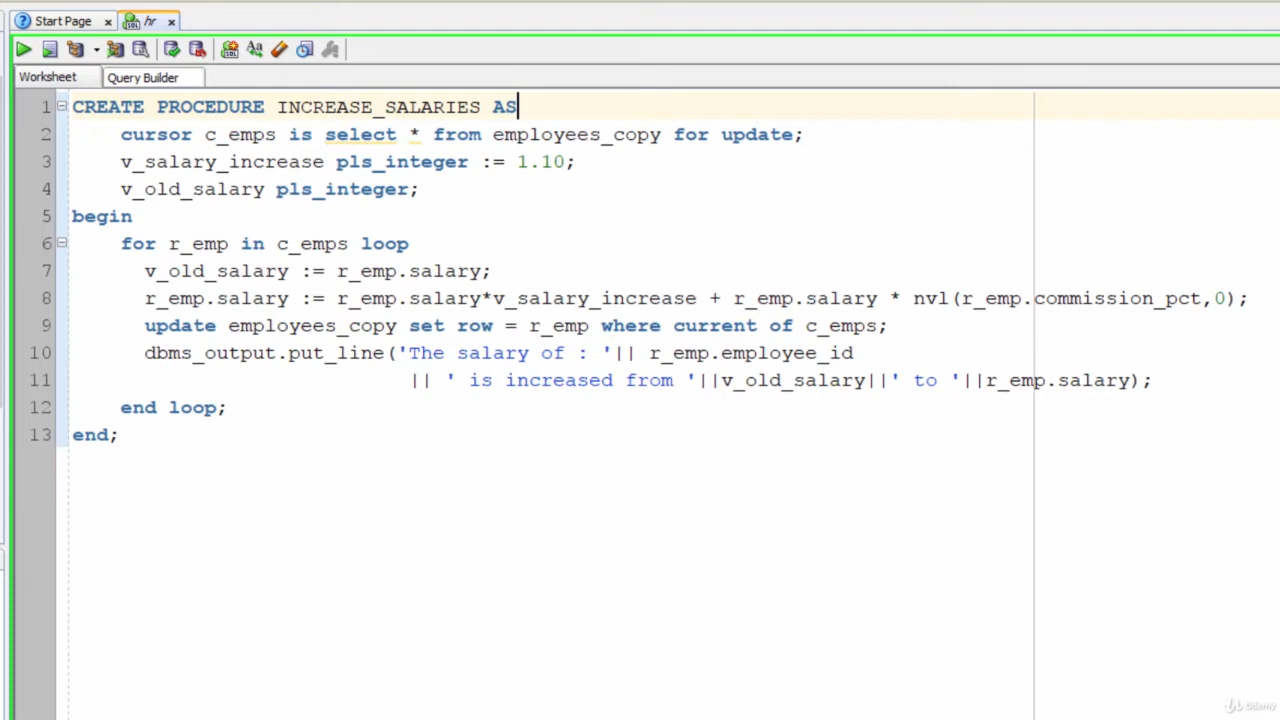 Start Page
hr
Worksheet
Query Builder
1 CREATE PROCEDURE INCREASE_SALARIES AS
2 cursor c_emps is select * from employees_copy for update;
3 v_salary_increase pls_integer := 1.10;
4 v_old_salary pls_integer;
5 begin
6 for r_emp in c_emps loop
7 v_old_salary := r_emp.salary;
8 r_emp.salary := r_emp.salary*v_salary_increase + r_emp.salary * nvl(r_emp.commission_pct,0);
9 update employees_copy set row = r_emp where current of c_emps;
10 dbms_output.put_line('The salary of : '|| r_emp.employee_id
11 || ' is increased from '||v_old_salary||' to '||r_emp.salary);
12 end loop;
13 end;
Udemy